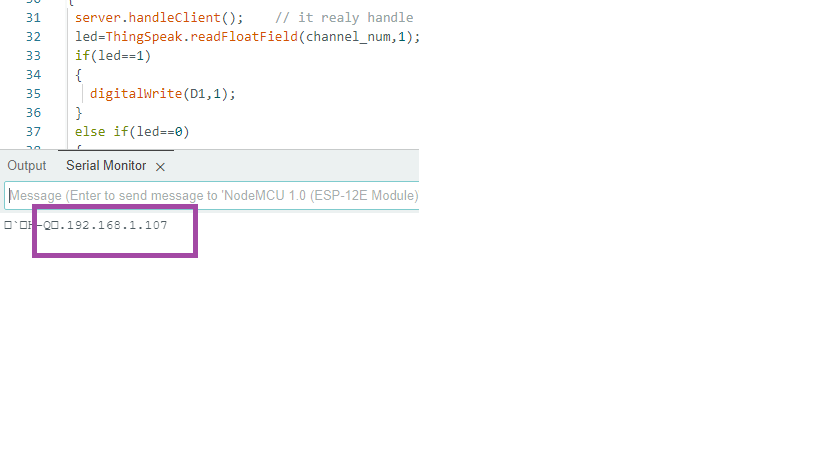 {
31 server.handleClient(); // it realy handle
32 led=ThingSpeak.readFloatField(channel_num,1);
33 if(led==1)
34 {
35 digitalWrite(D1,1);
36 }
37 else if(led==0)
Output Serial Monitor ×
Message (Enter to send message to 'NodeMCU 1.0 (ESP-12E Module)
□`□H-Q□.192.168.1.107